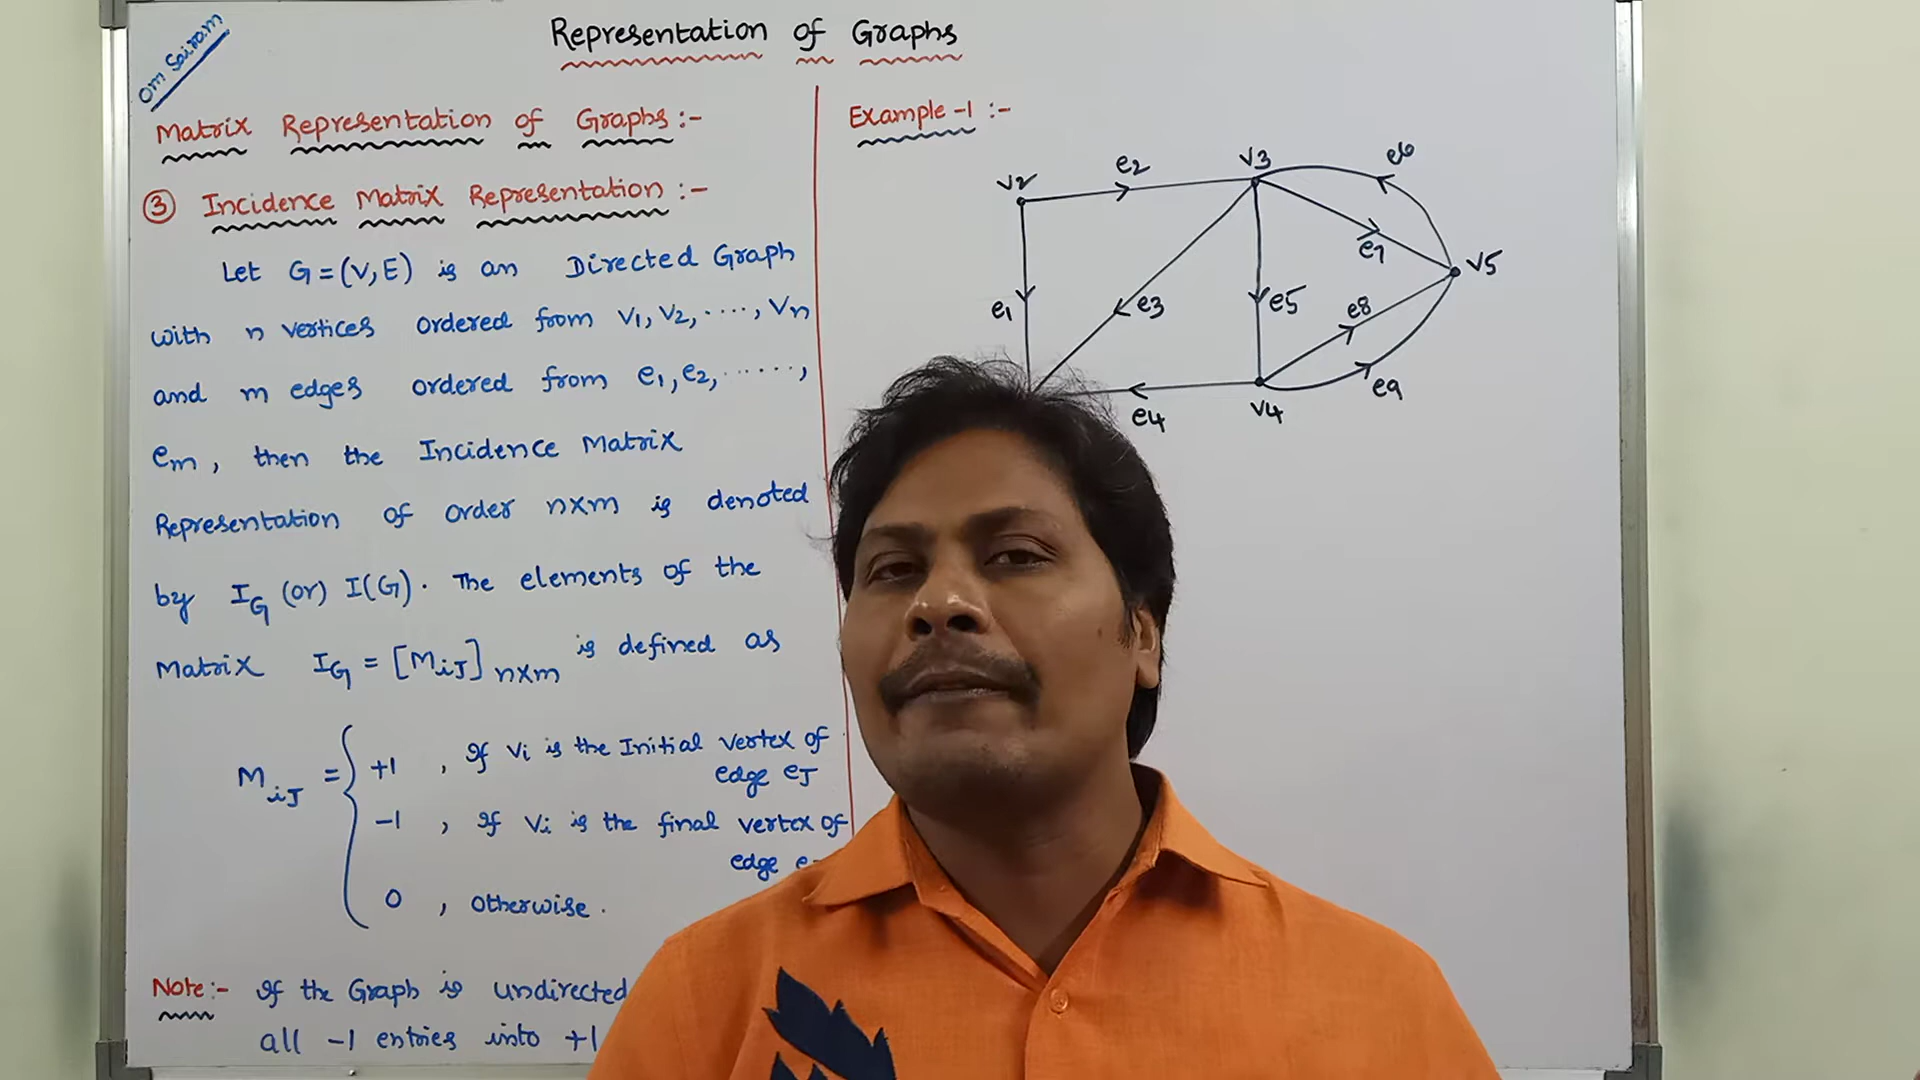 Om Sairam
Representation of Graphs
Matrix Representation of Graphs:-
③ Incidence Matrix Representation:-
Let G=(V,E) is an Directed Graph
with n vertices ordered from V1, V2, ....., Vn
and m edges ordered from e1, e2, ......,
em, then the Incidence Matrix
Representation of order n×m is denoted
by IG (or) I(G). The elements of the
Matrix IG = [MiJ]n×m is defined as
MiJ = { +1 , If Vi is the Initial vertex of
edge eJ
-1 , If Vi is the final vertex of
edge
0 , otherwise.
Note:- If the Graph is undirected
all -1 entries into +1
Example-1 :-
V2
e2
V3
e6
e7
V5
e1
e3
e5
e8
e4
V4
e9